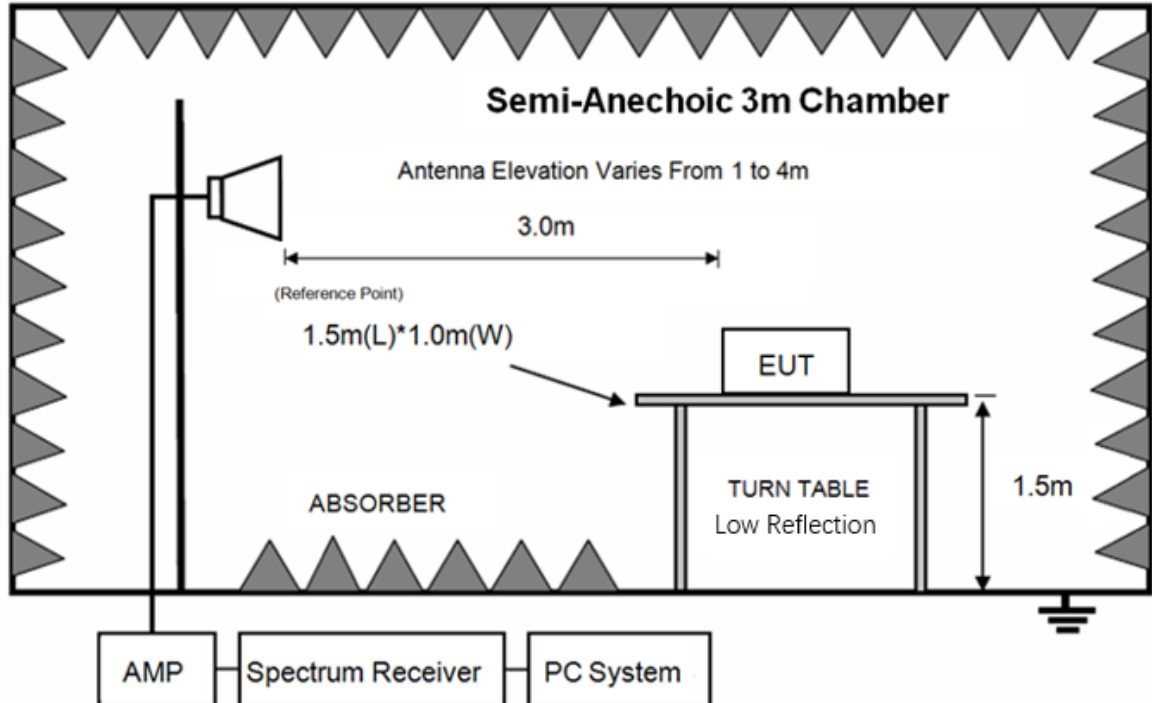 Semi-Anechoic 3m Chamber
Antenna Elevation Varies From 1 to 4m
3.0m
(Reference Point)
1.5m(L)*1.0m(W)
EUT
ABSORBER
TURN TABLE
Low Reflection
1.5m
AMP
Spectrum Receiver
PC System